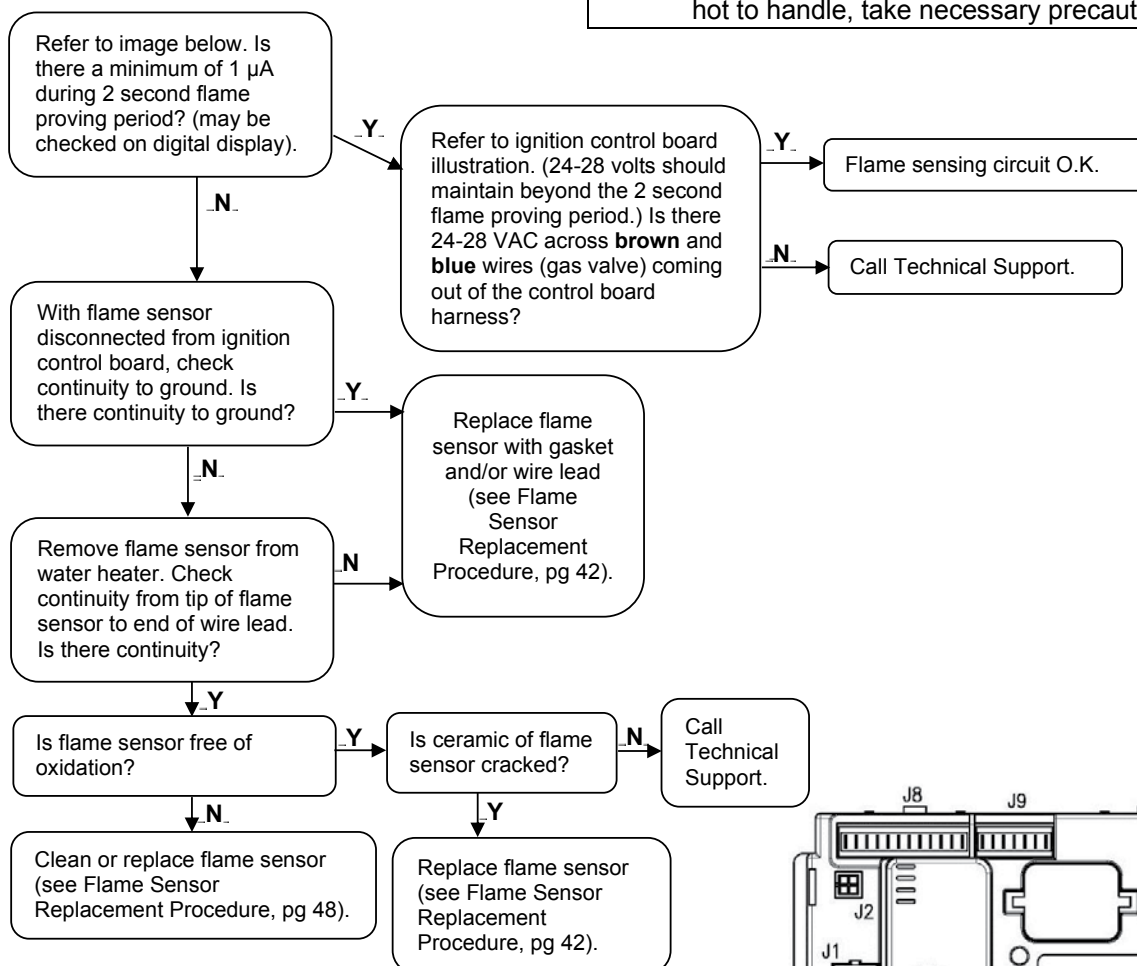 hot to handle, take necessary precaut
Refer to image below. Is
there a minimum of 1 µA
during 2 second flame
proving period? (may be
checked on digital display).
Y
Refer to ignition control board
illustration. (24-28 volts should
maintain beyond the 2 second
flame proving period.) Is there
24-28 VAC across brown and
blue wires (gas valve) coming
out of the control board
harness?
Y
Flame sensing circuit O.K.
N
Call Technical Support.
N
With flame sensor
disconnected from ignition
control board, check
continuity to ground. Is
there continuity to ground?
Y
Replace flame
sensor with gasket
and/or wire lead
(see Flame
Sensor
Replacement
Procedure, pg 42).
N
Remove flame sensor from
water heater. Check
continuity from tip of flame
sensor to end of wire lead.
Is there continuity?
N
Y
Is flame sensor free of
oxidation?
Y
Is ceramic of flame
sensor cracked?
N
Call
Technical
Support.
N
Clean or replace flame sensor
(see Flame Sensor
Replacement Procedure, pg 48).
Y
Replace flame sensor
(see Flame Sensor
Replacement
Procedure, pg 42).
J8
J9
J2
J1